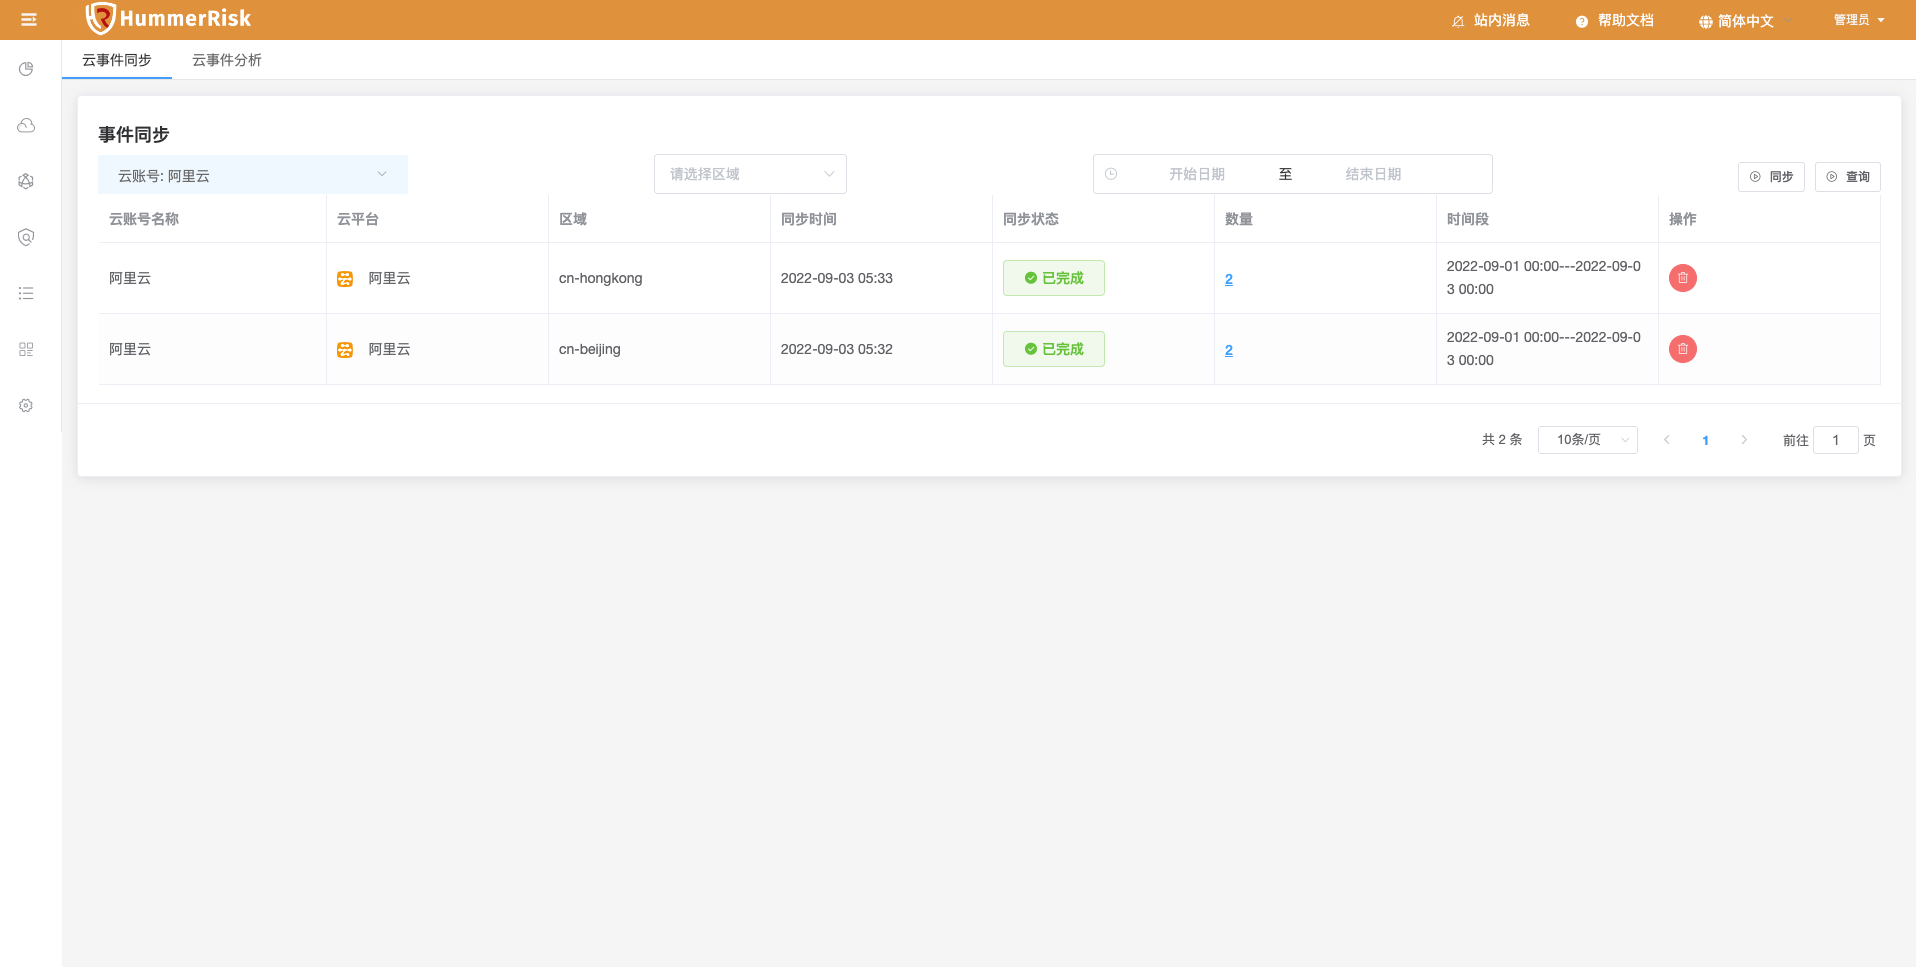 HummerRisk
站内消息
帮助文档
简体中文
管理员
云事件同步
云事件分析
事件同步
云账号: 阿里云
请选择区域
开始日期 至 结束日期
同步
查询
云账号名称 云平台 区域 同步时间 同步状态 数量 时间段 操作
阿里云 阿里云 cn-hongkong 2022-09-03 05:33 已完成 2 2022-09-01 00:00---2022-09-0
3 00:00
阿里云 阿里云 cn-beijing 2022-09-03 05:32 已完成 2 2022-09-01 00:00---2022-09-0
3 00:00
共 2 条 10条/页 1 前往 1 页